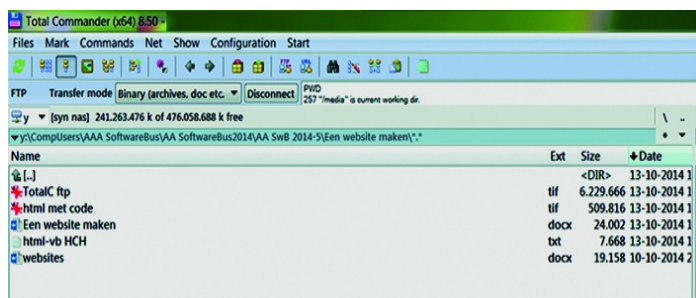 Total Commander (x64) 8.50 -
Files Mark Commands Net Show Configuration Start
FTP Transfer mode Binary (archives, doc etc. Disconnect PWD
257 "/media" is current working dir.
y [syn nas] 241.263.476 k of 476.058.688 k free \ ..
y:\CompUsers\AAA SoftwareBus\AA SoftwareBus2014\AA SwB 2014-5\Een website maken\*.*
Name Ext Size Date
[..] <DIR> 13-10-2014 1
TotalC ftp tif 6.229.666 13-10-2014 1
html met code tif 509.816 13-10-2014 1
Een website maken docx 24.002 13-10-2014 1
html-vb HCH txt 7.668 13-10-2014 1
websites docx 19.158 10-10-2014 2